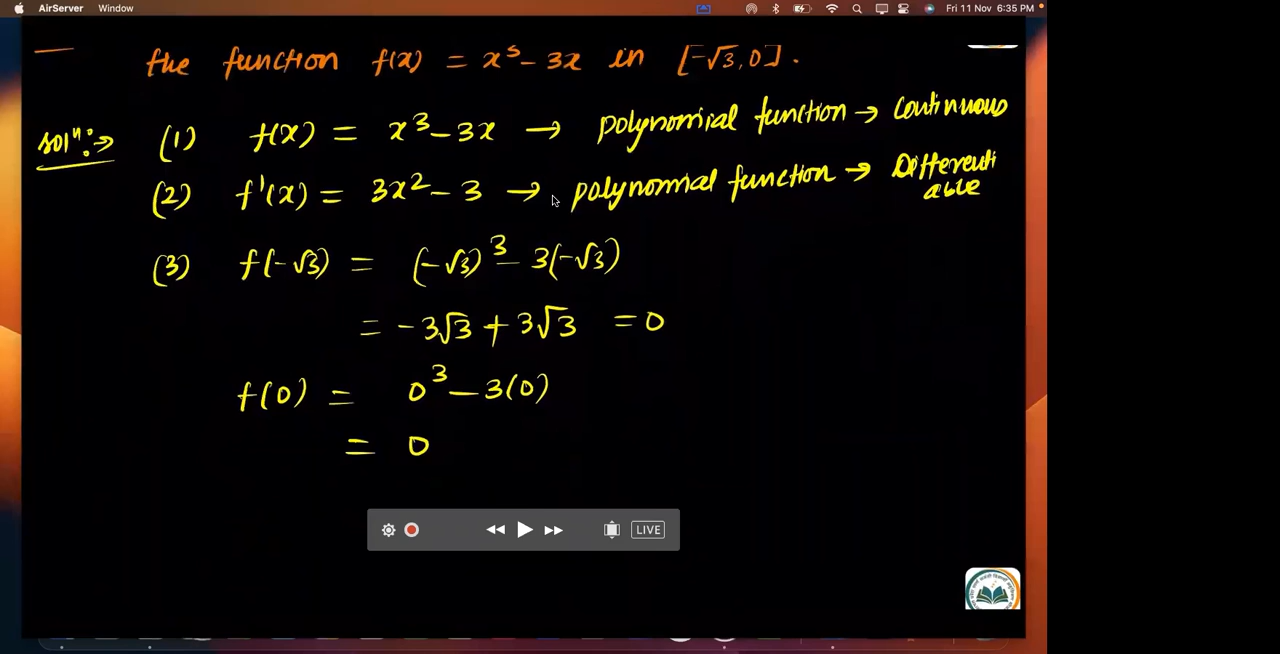 AirServer Window Fri 11 Nov 6:35 PM
the function f(x) = x³ - 3x in [-√3, 0].
Solⁿ:→ (1) f(x) = x³ - 3x → polynomial function → Continuous
(2) f'(x) = 3x² - 3 → polynomial function → Differenti
able
(3) f(-√3) = (-√3)³ - 3(-√3)
= -3√3 + 3√3 = 0
f(0) = 0³ - 3(0)
= 0
LIVE